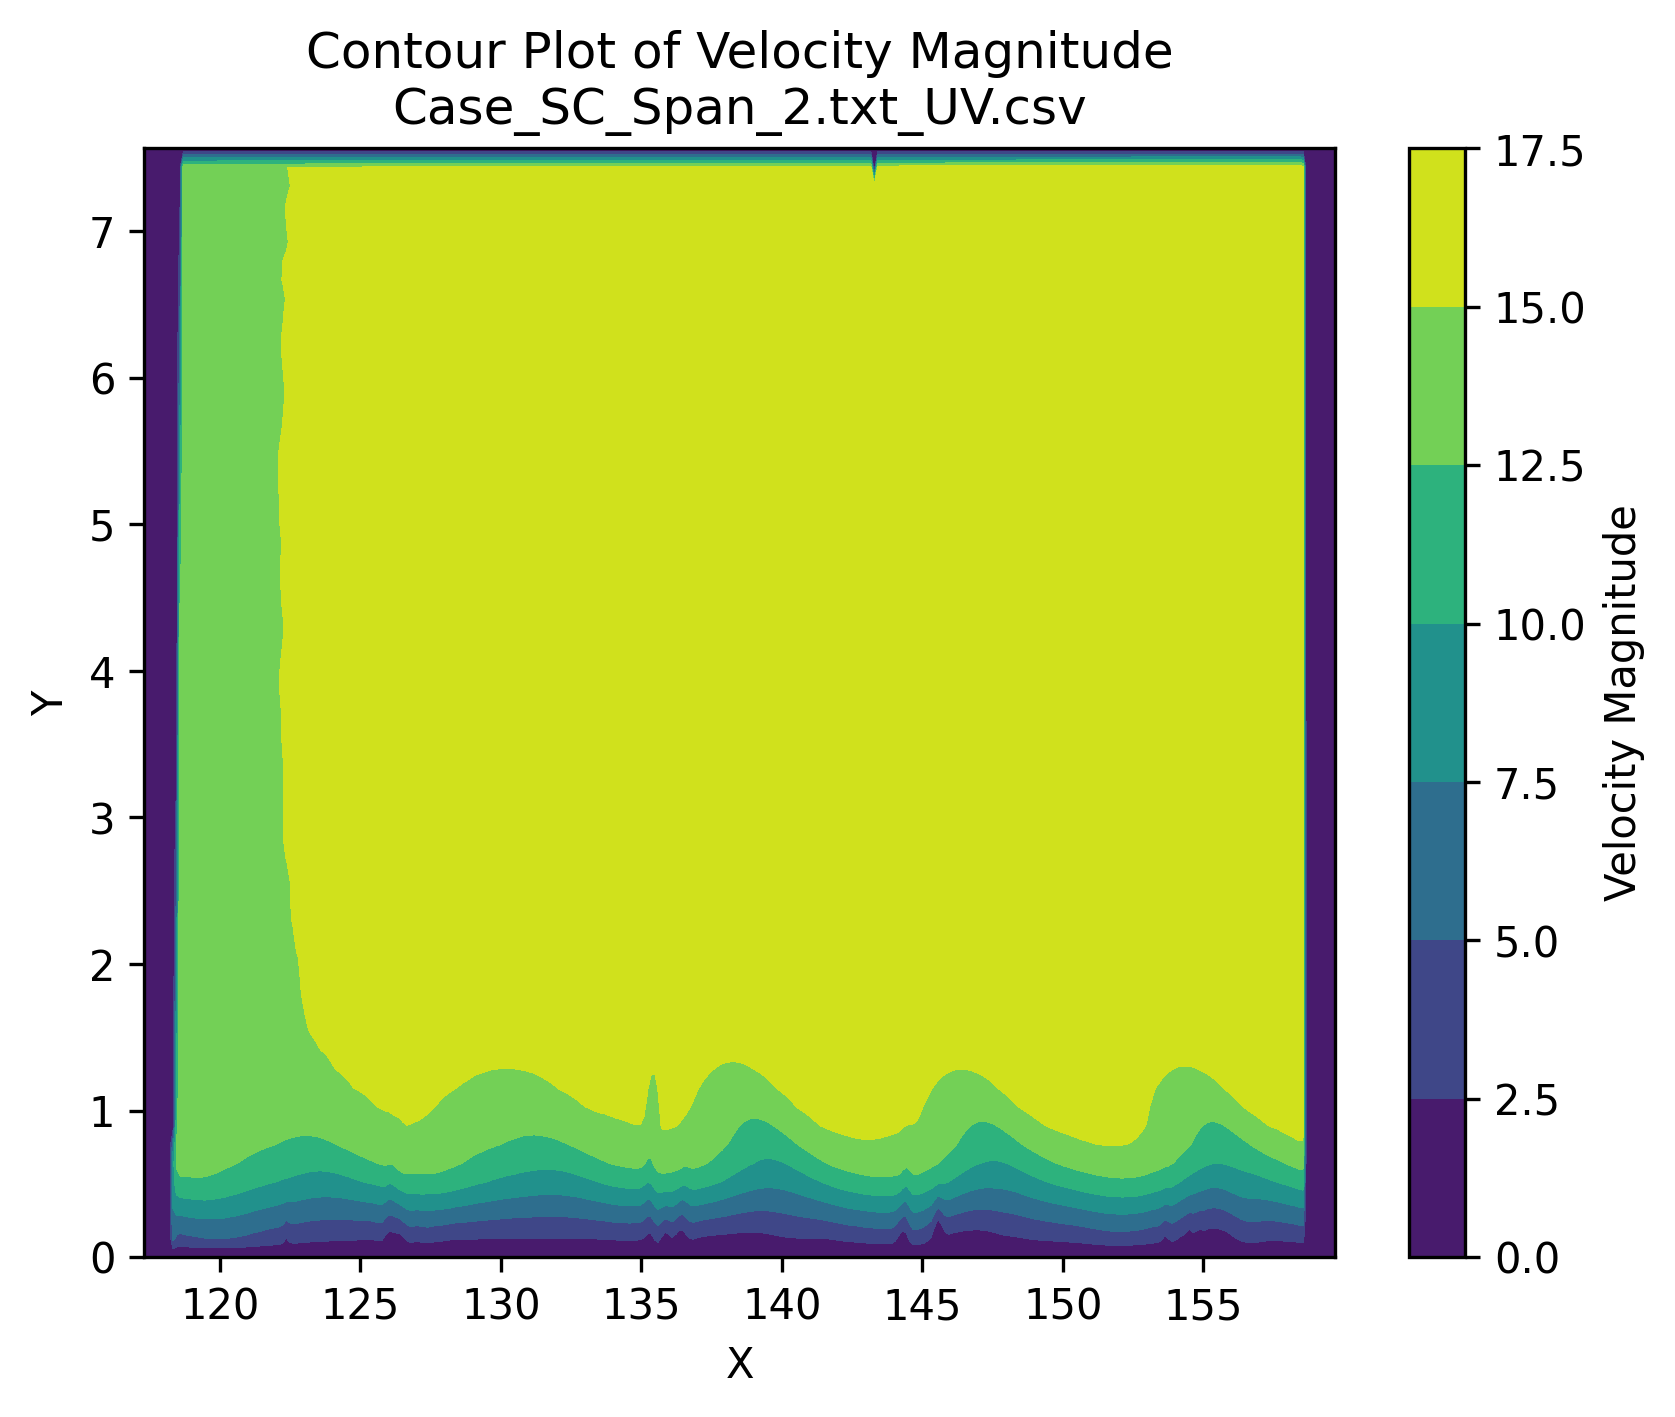 Contour Plot of Velocity Magnitude
Case_SC_Span_2.txt_UV.csv
7
6
5
4
3
2
1
0
Y
120 125 130 135 140 145 150 155
X
17.5
15.0
12.5
10.0
7.5
5.0
2.5
0.0
Velocity Magnitude